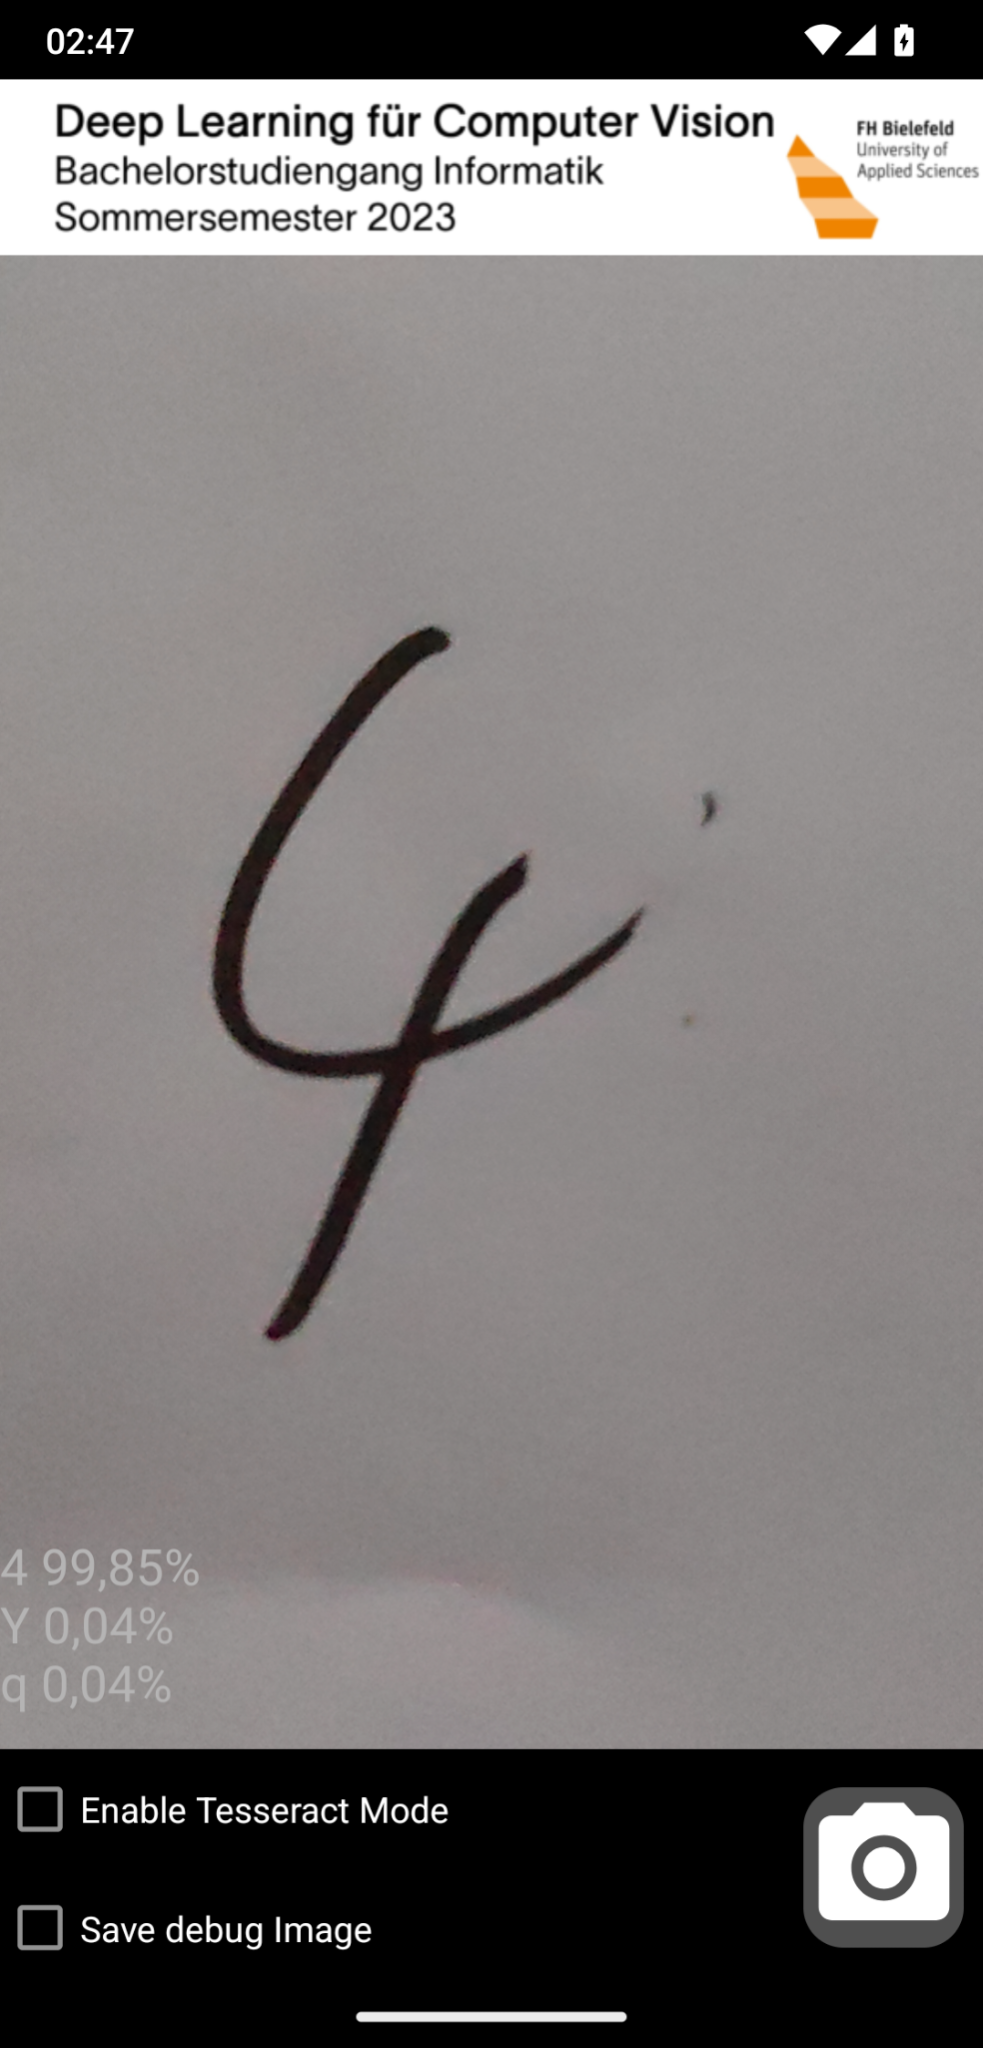 02:47
Deep Learning für Computer Vision
Bachelorstudiengang Informatik
Sommersemester 2023
FH Bielefeld
University of
Applied Sciences
4
4 99,85%
Y 0,04%
q 0,04%
Enable Tesseract Mode
Save debug Image